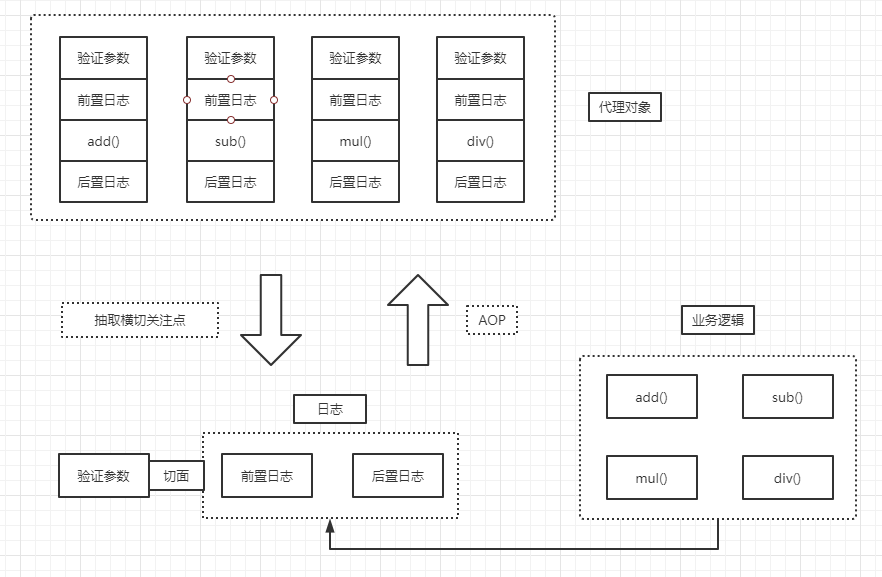 验证参数
验证参数
验证参数
验证参数
前置日志
前置日志
前置日志
前置日志
代理对象
add()
sub()
mul()
div()
后置日志
后置日志
后置日志
后置日志
抽取横切关注点
AOP
业务逻辑
日志
add()
sub()
验证参数
切面
前置日志
后置日志
mul()
div()